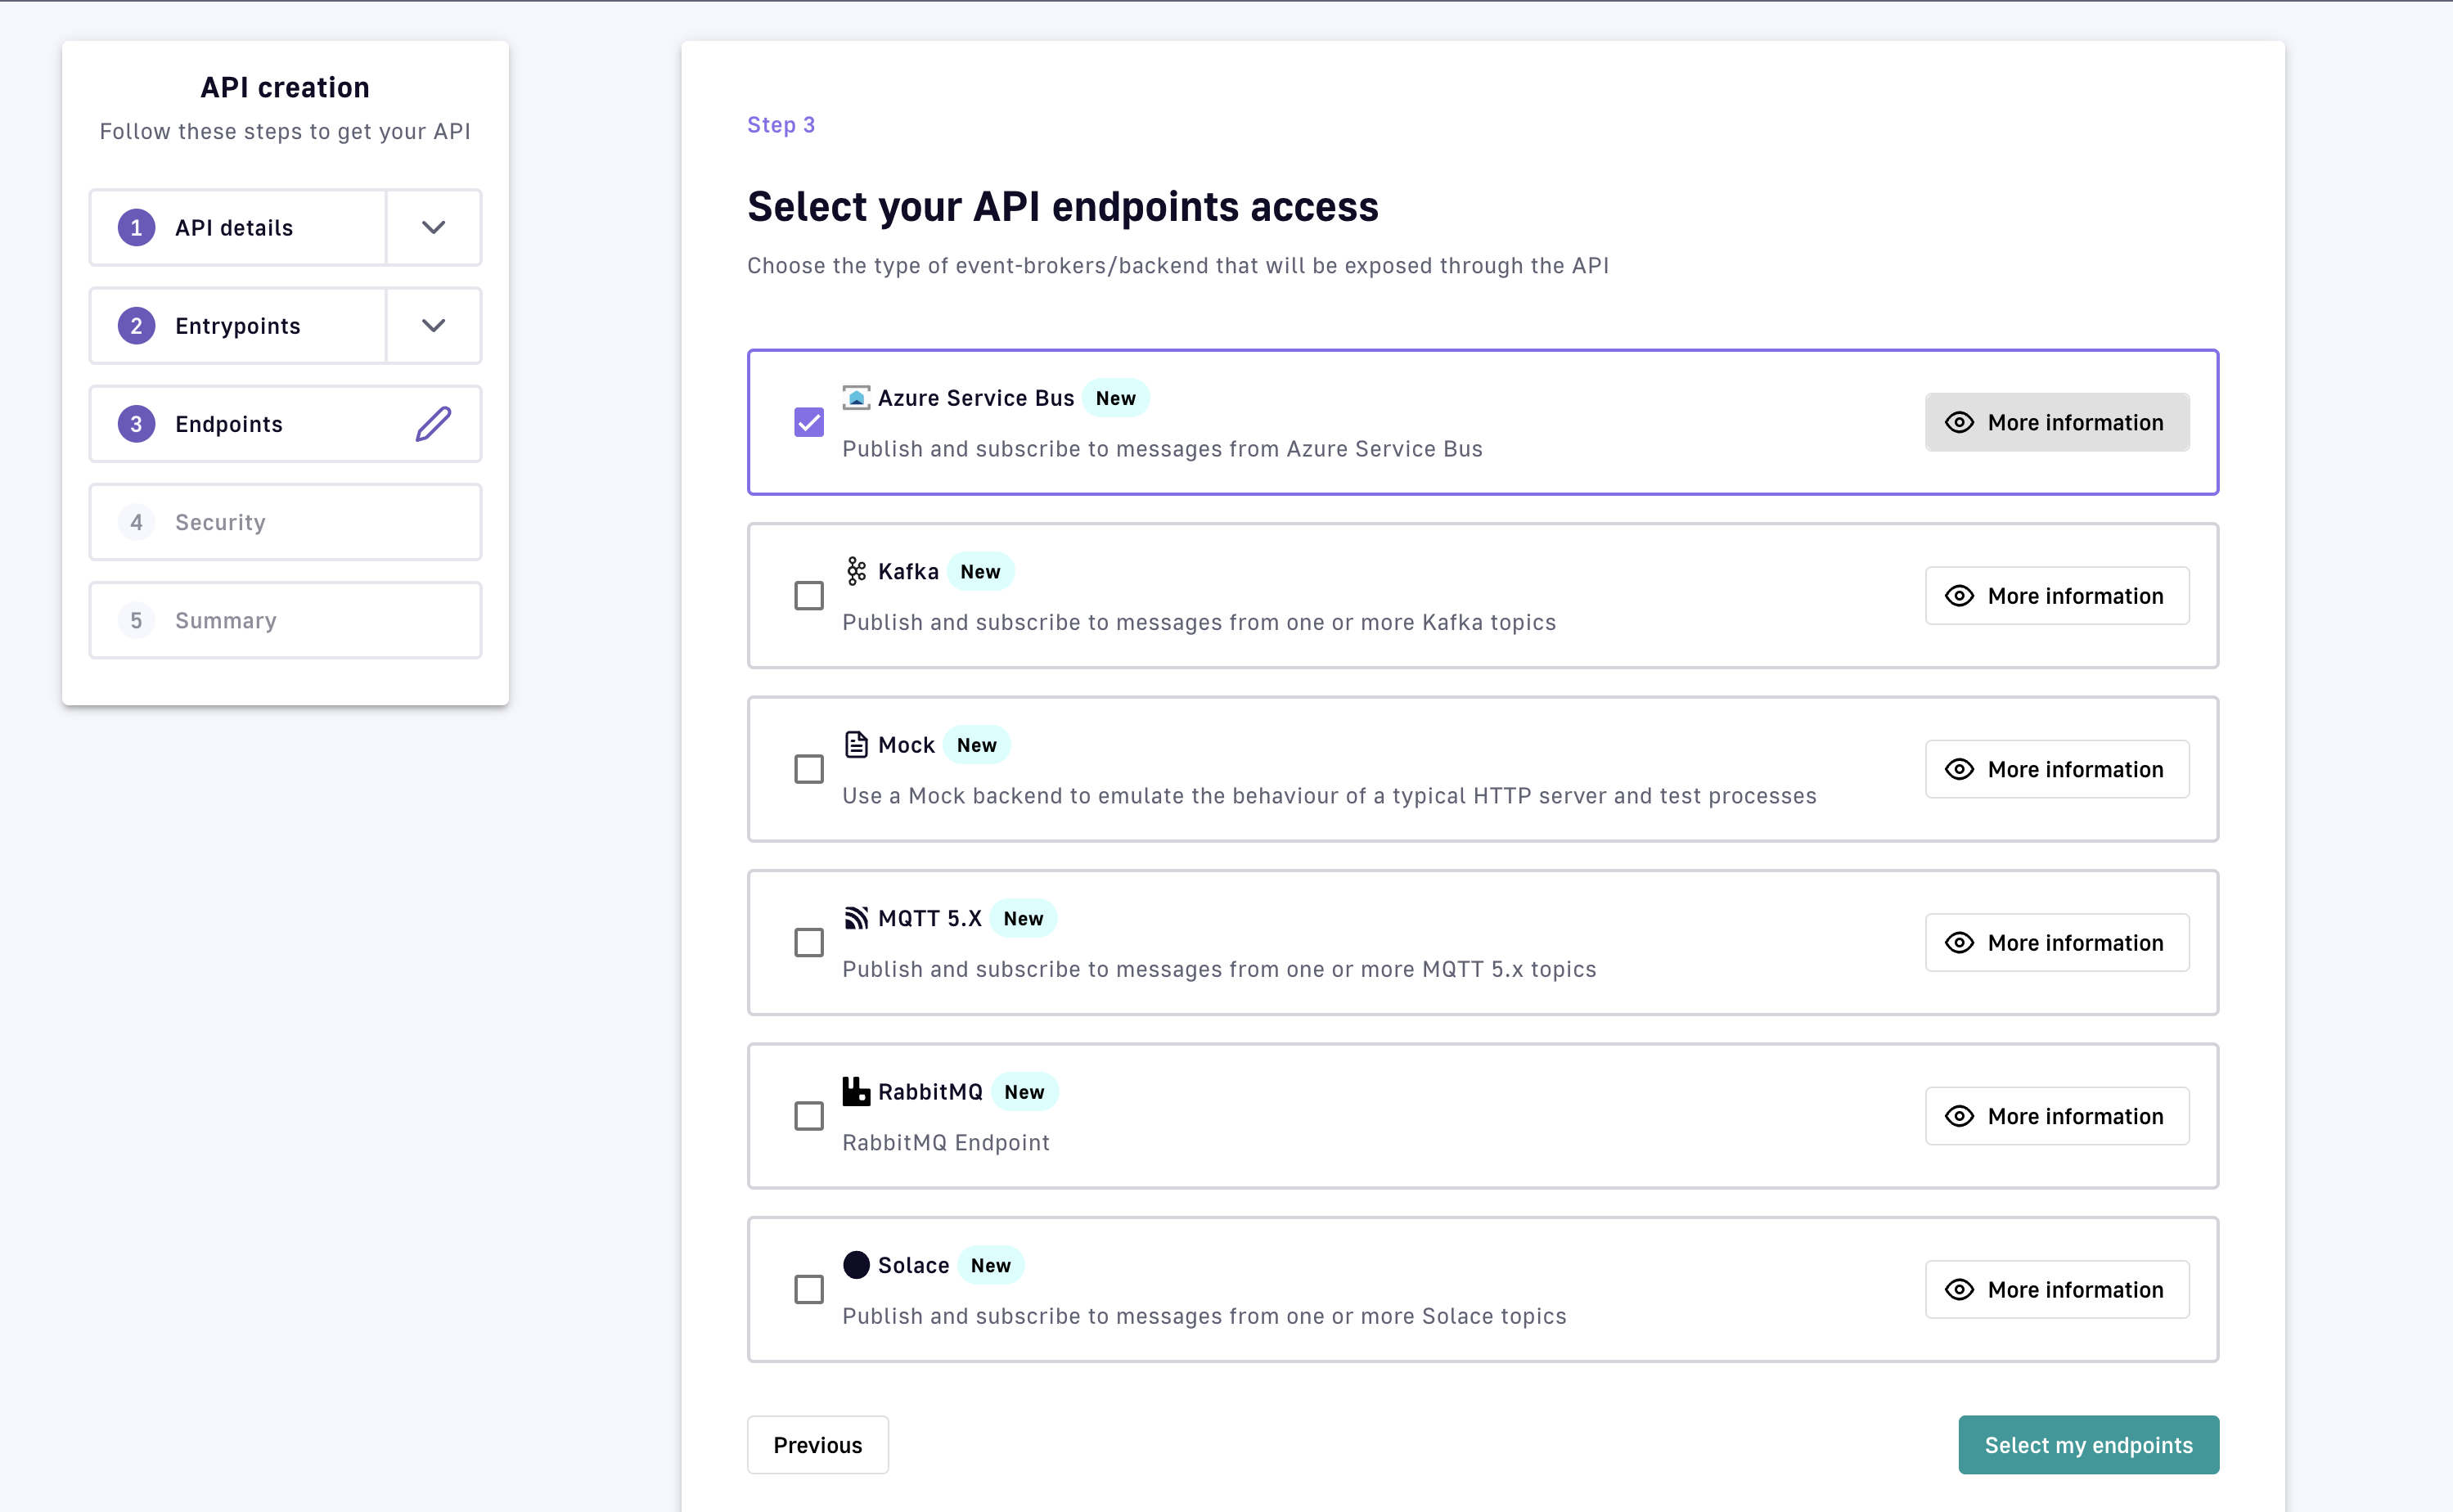 API creation
Follow these steps to get your API
1 API details
2 Entrypoints
3 Endpoints
4 Security
5 Summary
Step 3
Select your API endpoints access
Choose the type of event-brokers/backend that will be exposed through the API
Azure Service Bus New
Publish and subscribe to messages from Azure Service Bus
More information
Kafka New
Publish and subscribe to messages from one or more Kafka topics
More information
Mock New
Use a Mock backend to emulate the behaviour of a typical HTTP server and test processes
More information
MQTT 5.X New
Publish and subscribe to messages from one or more MQTT 5.x topics
More information
RabbitMQ New
RabbitMQ Endpoint
More information
Solace New
Publish and subscribe to messages from one or more Solace topics
More information
Previous
Select my endpoints